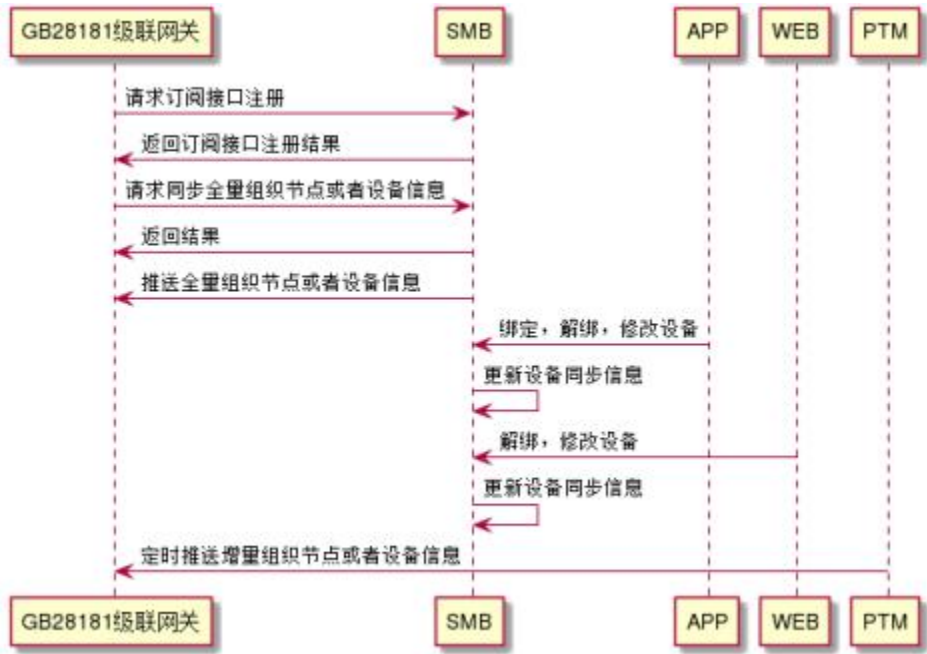 GB28181级联网关
SMB
APP
WEB
PTM
请求订阅接口注册
返回订阅接口注册结果
请求同步全量组织节点或者设备信息
返回结果
推送全量组织节点或者设备信息
绑定，解绑，修改设备
更新设备同步信息
解绑，修改设备
更新设备同步信息
定时推送增量组织节点或者设备信息
GB28181级联网关
SMB
APP
WEB
PTM